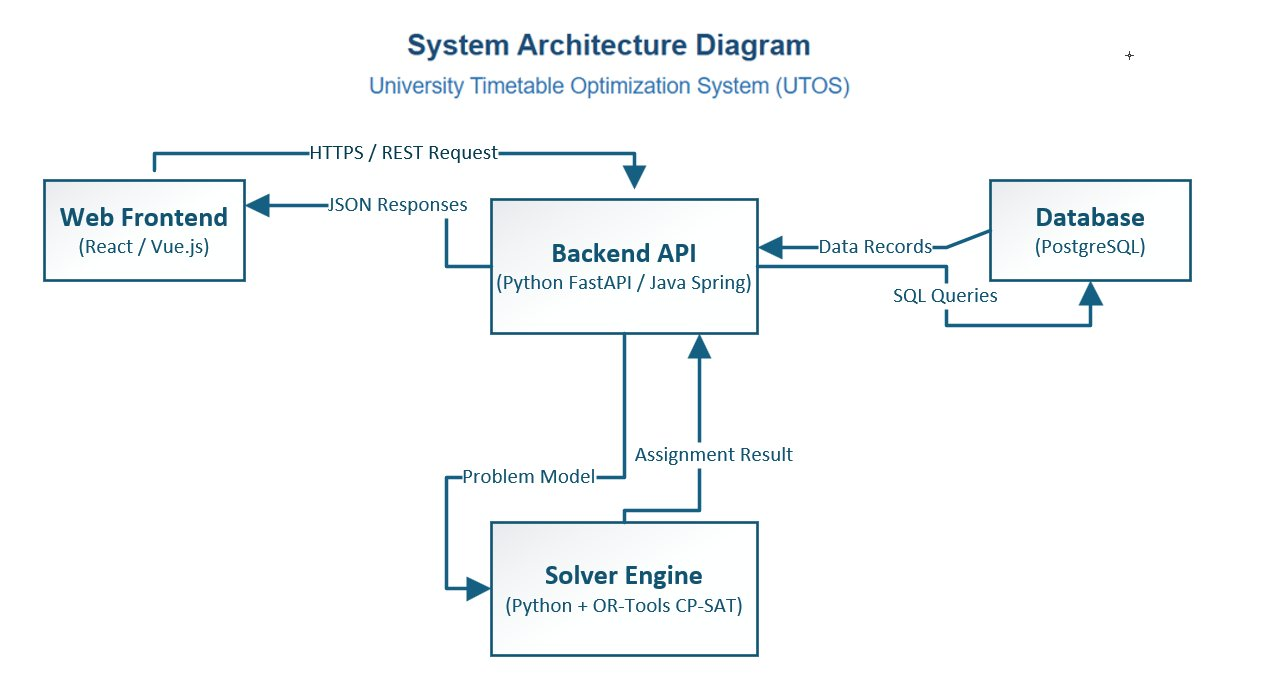 System Architecture Diagram
University Timetable Optimization System (UTOS)
HTTPS / REST Request
Web Frontend
(React / Vue.js)
JSON Responses
Backend API
(Python FastAPI / Java Spring)
Data Records
Database
(PostgreSQL)
SQL Queries
Assignment Result
Problem Model
Solver Engine
(Python + OR-Tools CP-SAT)